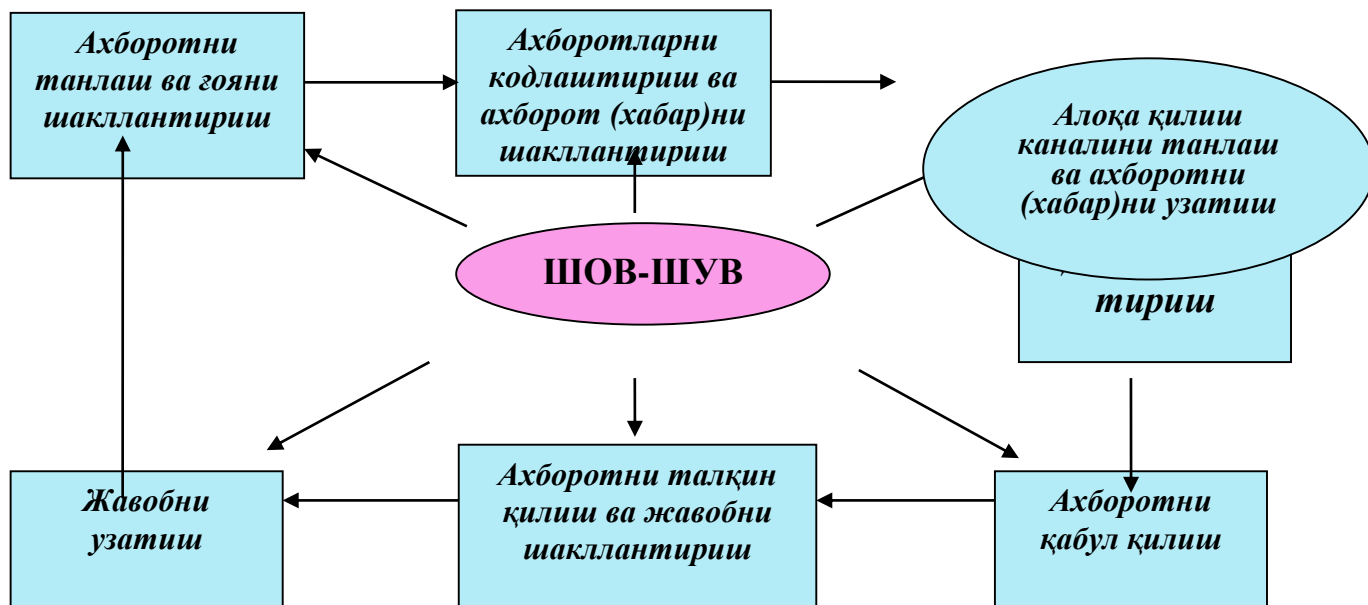 Ахборотни
танлаш ва ғояни
шакллантириш
Ахборотларни
кодлаштириш ва
ахборот (хабар)ни
шакллантириш
Алоқа қилиш
каналини танлаш
ва ахборотни
(хабар)ни узатиш
тириш
ШОВ-ШУВ
Жавобни
узатиш
Ахборотни талқин
қилиш ва жавобни
шакллантириш
Ахборотни
қабул қилиш